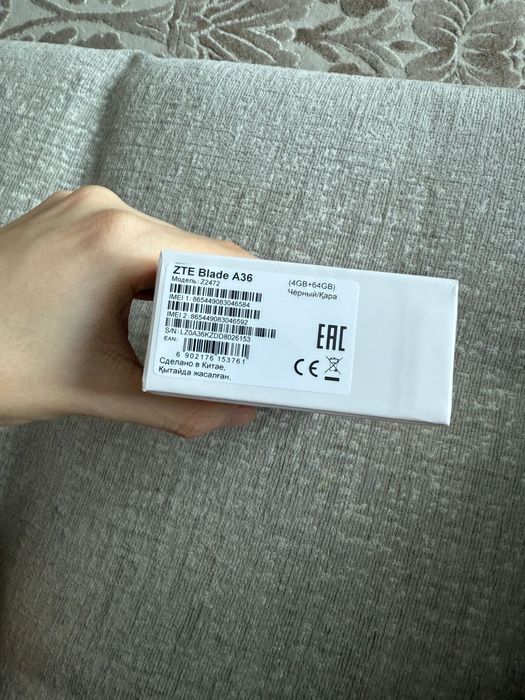 ZTE Blade A36
(4GB+64GB)
Модель: Z2472
Чёрный/Қара
IMEI 1: 865449083046584
IMEI 2: 865449083046592
S/N: LZ0A36KZDD8026153
EAN:
6 902176 153761
Сделано в Китае.
Қытайда жасалған.
EAC
CE